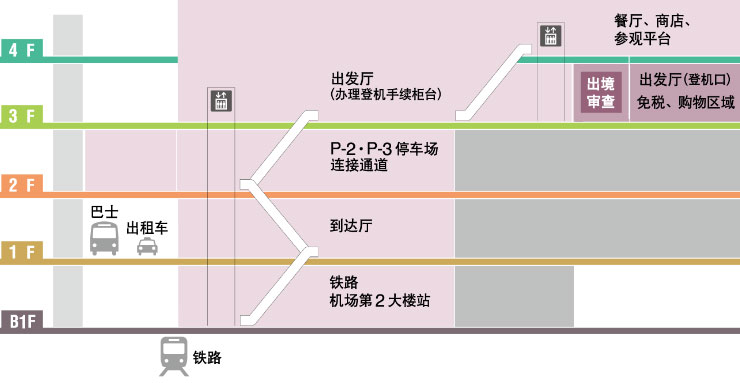 餐厅、商店、
参观平台
4 F
出发厅
(办理登机手续柜台)
出境
审查
出发厅(登机口)
免税、购物区域
3 F
P-2・P-3 停车场
连接通道
2 F
巴士
出租车
到达厅
1 F
铁路
机场第 2 大楼站
B1F
铁路